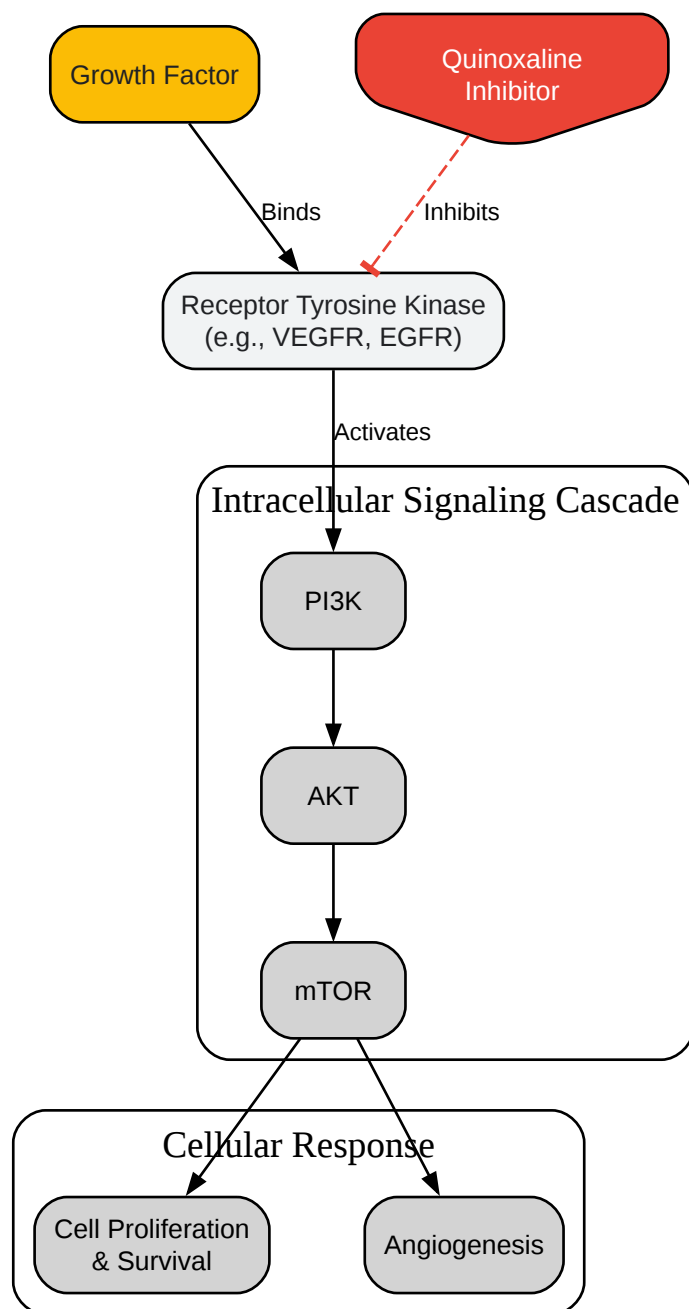 Growth Factor
Quinoxaline
Inhibitor
Binds
Inhibits
Receptor Tyrosine Kinase
(e.g., VEGFR, EGFR)
Activates
Intracellular Signaling Cascade
PI3K
AKT
mTOR
Cellular Response
Cell Proliferation
& Survival
Angiogenesis